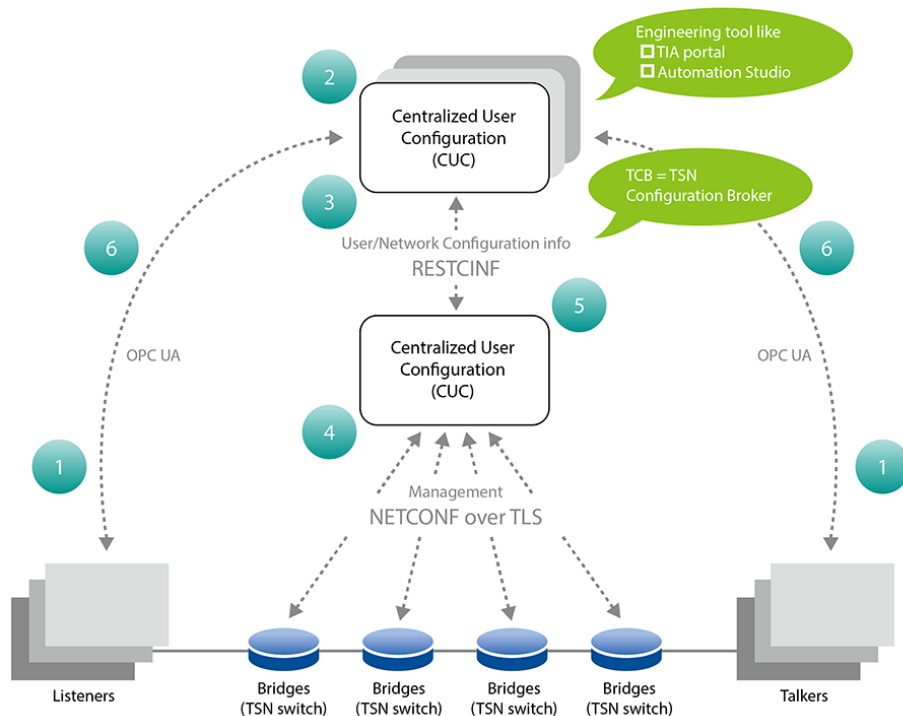 Engineering tool like
TIA portal
Automation Studio
2
Centralized User
Configuration
(CUC)
TCB = TSN
Configuration Broker
3
6
User/Network Configuration info
RESTCINF
6
5
Centralized User
Configuration
(CUC)
OPC UA
OPC UA
4
1
1
Management
NETCONF over TLS
Listeners
Bridges
(TSN switch)
Bridges
(TSN switch)
Bridges
(TSN switch)
Bridges
(TSN switch)
Talkers